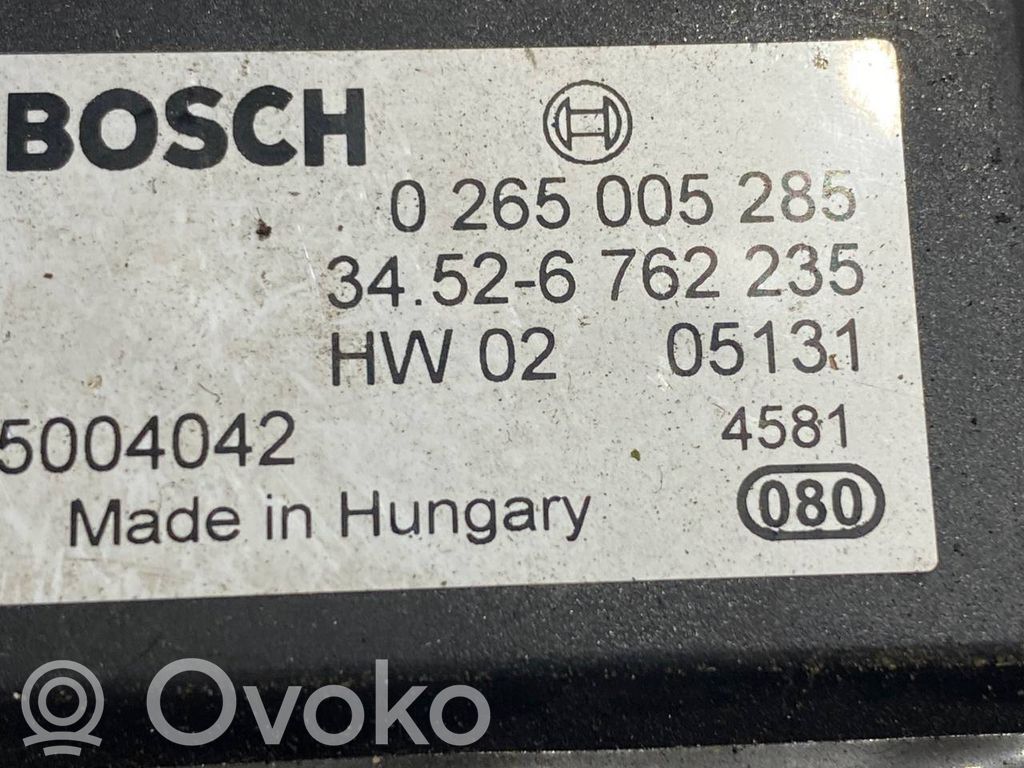 BOSCH
0 265 005 285
34.52-6 762 235
HW 02 05131
5004042 4581
Made in Hungary 080
Ovoko